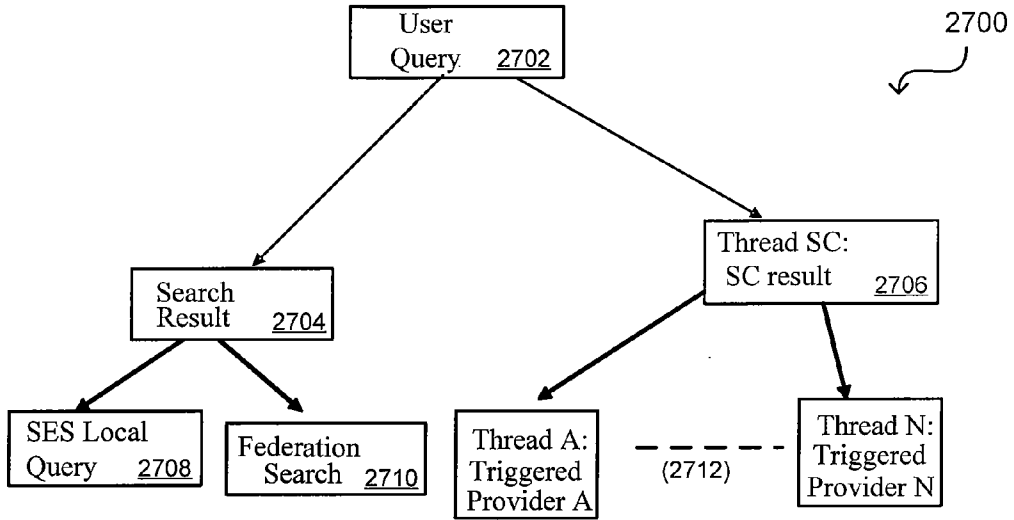 2700
User
Query 2702
Thread SC:
SC result 2706
Search
Result 2704
SES Local
Query 2708
Federation
Search 2710
Thread A:
Triggered
Provider A
(2712)
Thread N:
Triggered
Provider N